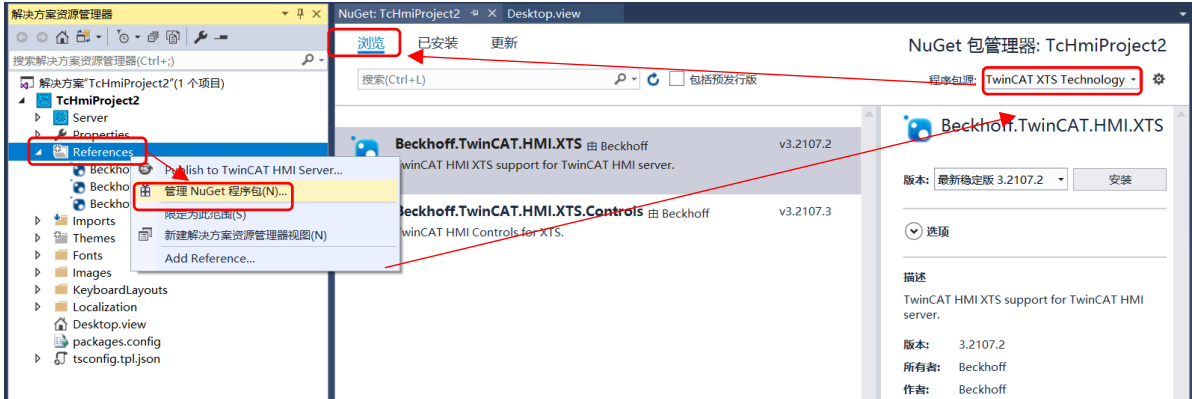 解决方案资源管理器
搜索解决方案资源管理器(Ctrl+;)
解决方案"TcHmiProject2"(1 个项目)
TcHmiProject2
Server
Properties
References
Beckho
Beckho
Beckho
Imports
Themes
Fonts
Images
KeyboardLayouts
Localization
Desktop.view
packages.config
tsconfig.tpl.json
Publish to TwinCAT HMI Server...
管理 NuGet 程序包(N)...
限定为此范围(S)
新建解决方案资源管理器视图(N)
Add Reference...
NuGet: TcHmiProject2
Desktop.view
浏览 已安装 更新
NuGet 包管理器: TcHmiProject2
搜索(Ctrl+L)
包括预发行版
程序包源: TwinCAT XTS Technology
Beckhoff.TwinCAT.HMI.XTS 由 Beckhoff v3.2107.2
TwinCAT HMI XTS support for TwinCAT HMI server.
Beckhoff.TwinCAT.HMI.XTS.Controls 由 Beckhoff v3.2107.3
TwinCAT HMI Controls for XTS.
Beckhoff.TwinCAT.HMI.XTS
版本: 最新稳定版 3.2107.2 安装
选项
描述
TwinCAT HMI XTS support for TwinCAT HMI
server.
版本: 3.2107.2
所有者: Beckhoff
作者: Beckhoff